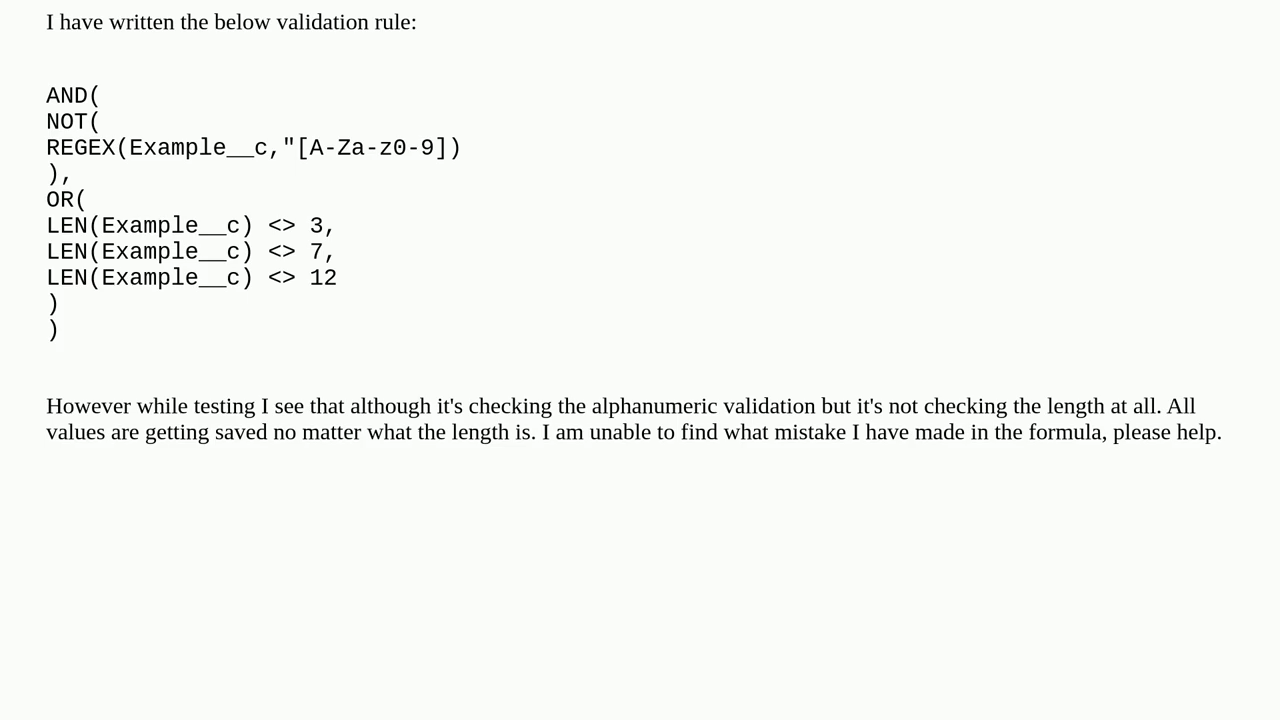 I have written the below validation rule:
AND(
NOT(
REGEX(Example__c,"[A-Za-z0-9])
),
OR(
LEN(Example__c) <> 3,
LEN(Example__c) <> 7,
LEN(Example__c) <> 12
)
)
However while testing I see that although it's checking the alphanumeric validation but it's not checking the length at all. All
values are getting saved no matter what the length is. I am unable to find what mistake I have made in the formula, please help.